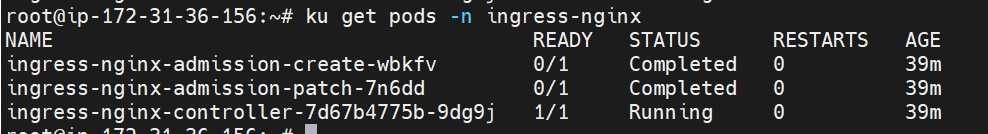 root@ip-172-31-36-156:~# ku get pods -n ingress-nginx
NAME READY STATUS RESTARTS AGE
ingress-nginx-admission-create-wbkfv 0/1 Completed 0 39m
ingress-nginx-admission-patch-7n6dd 0/1 Completed 0 39m
ingress-nginx-controller-7d67b4775b-9dg9j 1/1 Running 0 39m
root@ip-172-31-36-156:~#